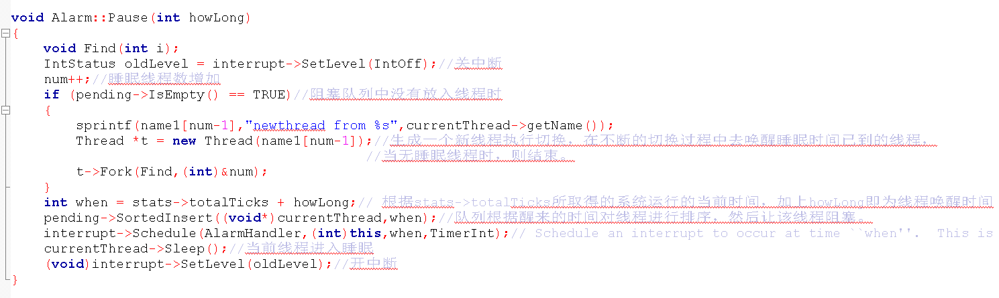 void Alarm::Pause(int howLong)
{
void Find(int i);
IntStatus oldLevel = interrupt->SetLevel(IntOff);//关中断
num++;//睡眠线程数增加
if (pending->IsEmpty() == TRUE)//阻塞队列中没有放入线程时
{
sprintf(name1[num-1],"newthread from %s",currentThread->getName());
Thread *t = new Thread(name1[num-1]);//生成一个新线程执行切换，在不断的切换过程中去唤醒睡眠时间已到的线程，
//当无睡眠线程时，则结束。
t->Fork(Find,(int)&num);
}
int when = stats->totalTicks + howLong;// 根据stats->totalTicks所取得的系统运行的当前时间，加上howLong即为线程唤醒时间
pending->SortedInsert((void*)currentThread,when);//队列根据醒来的时间对线程进行排序，然后让该线程阻塞。
interrupt->Schedule(AlarmHandler,(int)this,when,TimerInt);// Schedule an interrupt to occur at time ``when''.  This is
currentThread->Sleep();//当前线程进入睡眠
(void)interrupt->SetLevel(oldLevel);//开中断
}